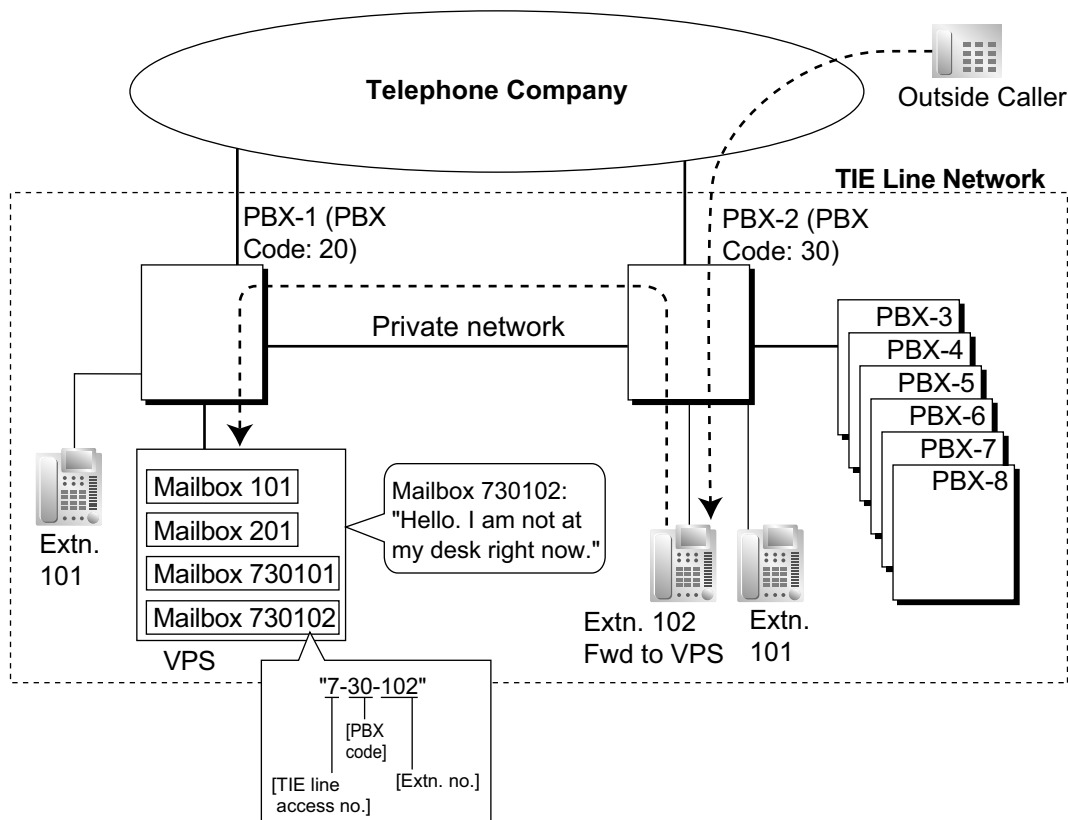 Telephone Company
Outside Caller
TIE Line Network
PBX-1 (PBX
Code: 20)
PBX-2 (PBX
Code: 30)
Private network
PBX-3
PBX-4
PBX-5
PBX-6
PBX-7
PBX-8
Extn.
101
Mailbox 101
Mailbox 201
Mailbox 730101
Mailbox 730102
VPS
Mailbox 730102:
"Hello. I am not at
my desk right now."
Extn. 102
Fwd to VPS
Extn.
101
"7-30-102"
[PBX
code]
[TIE line
access no.]
[Extn. no.]